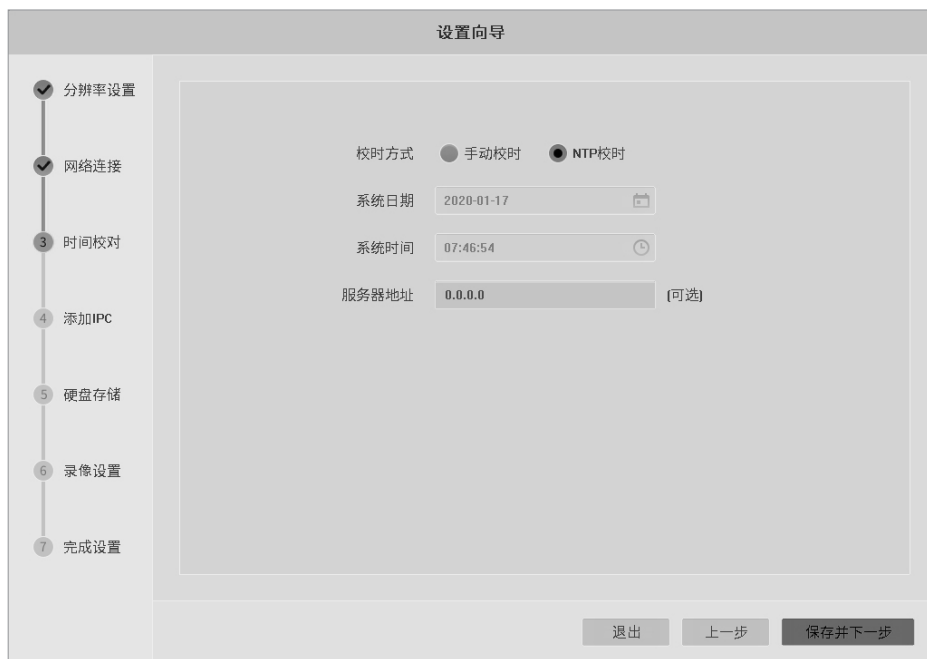 设置向导
分辨率设置
网络连接
3 时间校对
4 添加IPC
5 硬盘存储
6 录像设置
7 完成设置
校时方式 手动校时 NTP校时
系统日期 2020-01-17
系统时间 07:46:54
服务器地址 0.0.0.0 (可选)
退出 上一步 保存并下一步